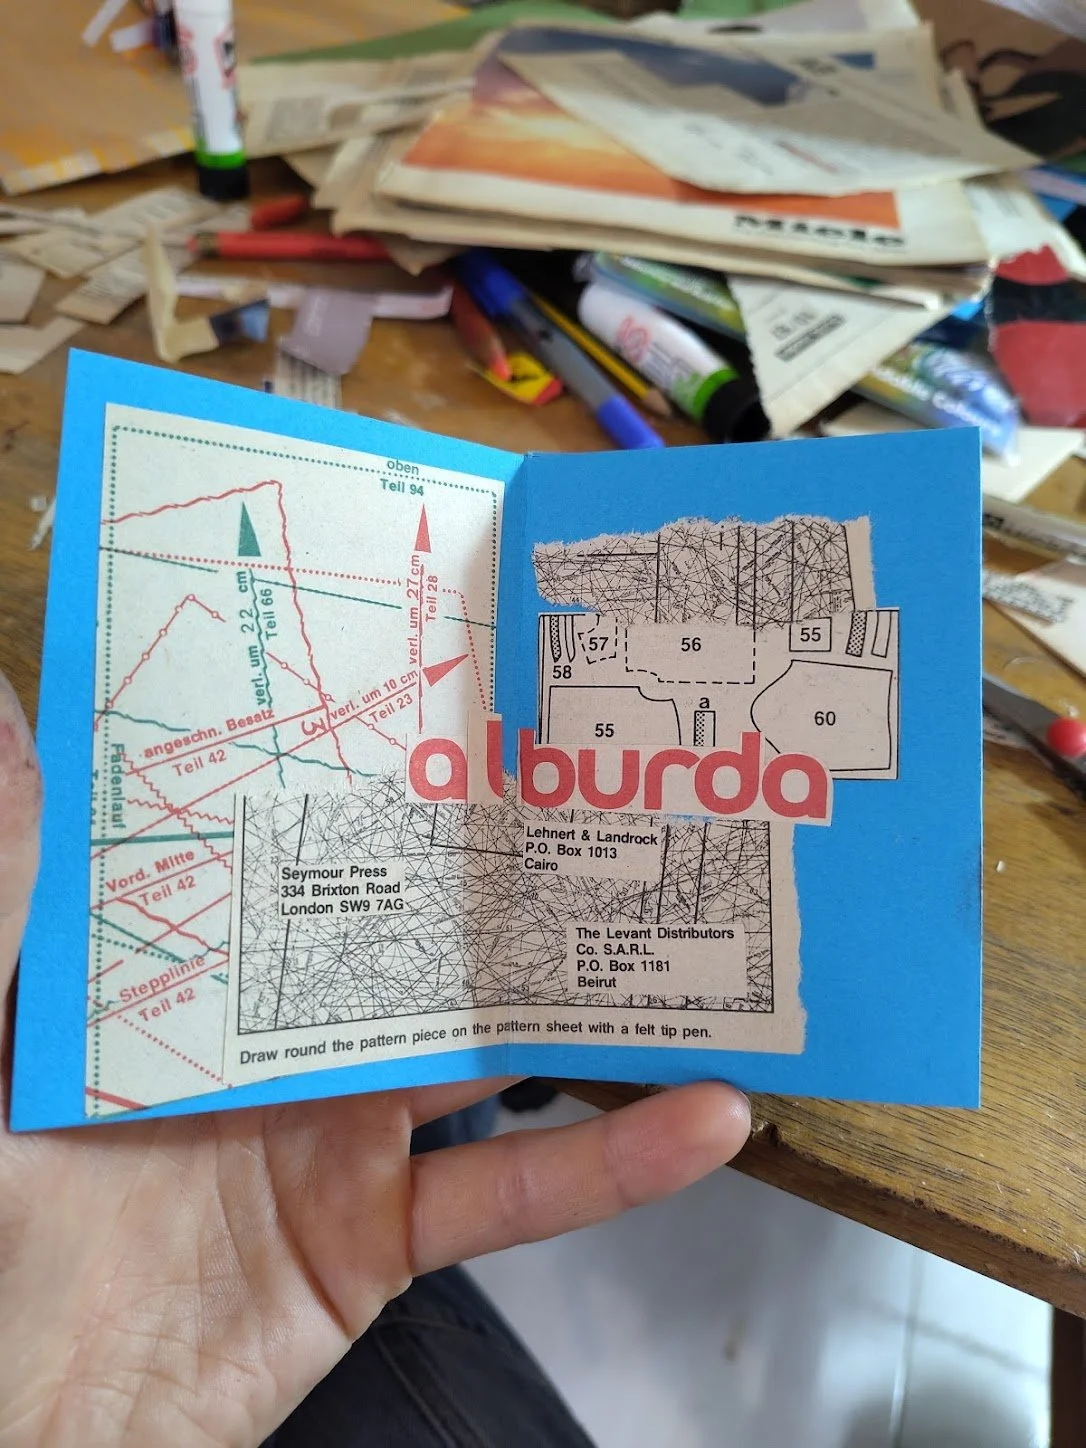 Miele
oben
Teil 94
verl. um 22 cm
Teil 66
verl. um 27 cm
Teil 28
verl. um 10 cm
Teil 23
3
angeschn. Besatz
Teil 42
Fadenlauf
Vord. Mitte
Teil 42
Stepplinie
Teil 42
57
56
55
58
55
a
60
alburda
Seymour Press
334 Brixton Road
London SW9 7AG
Lehnert & Landrock
P.O. Box 1013
Cairo
The Levant Distributors
Co. S.A.R.L.
P.O. Box 1181
Beirut
Draw round the pattern piece on the pattern sheet with a felt tip pen.